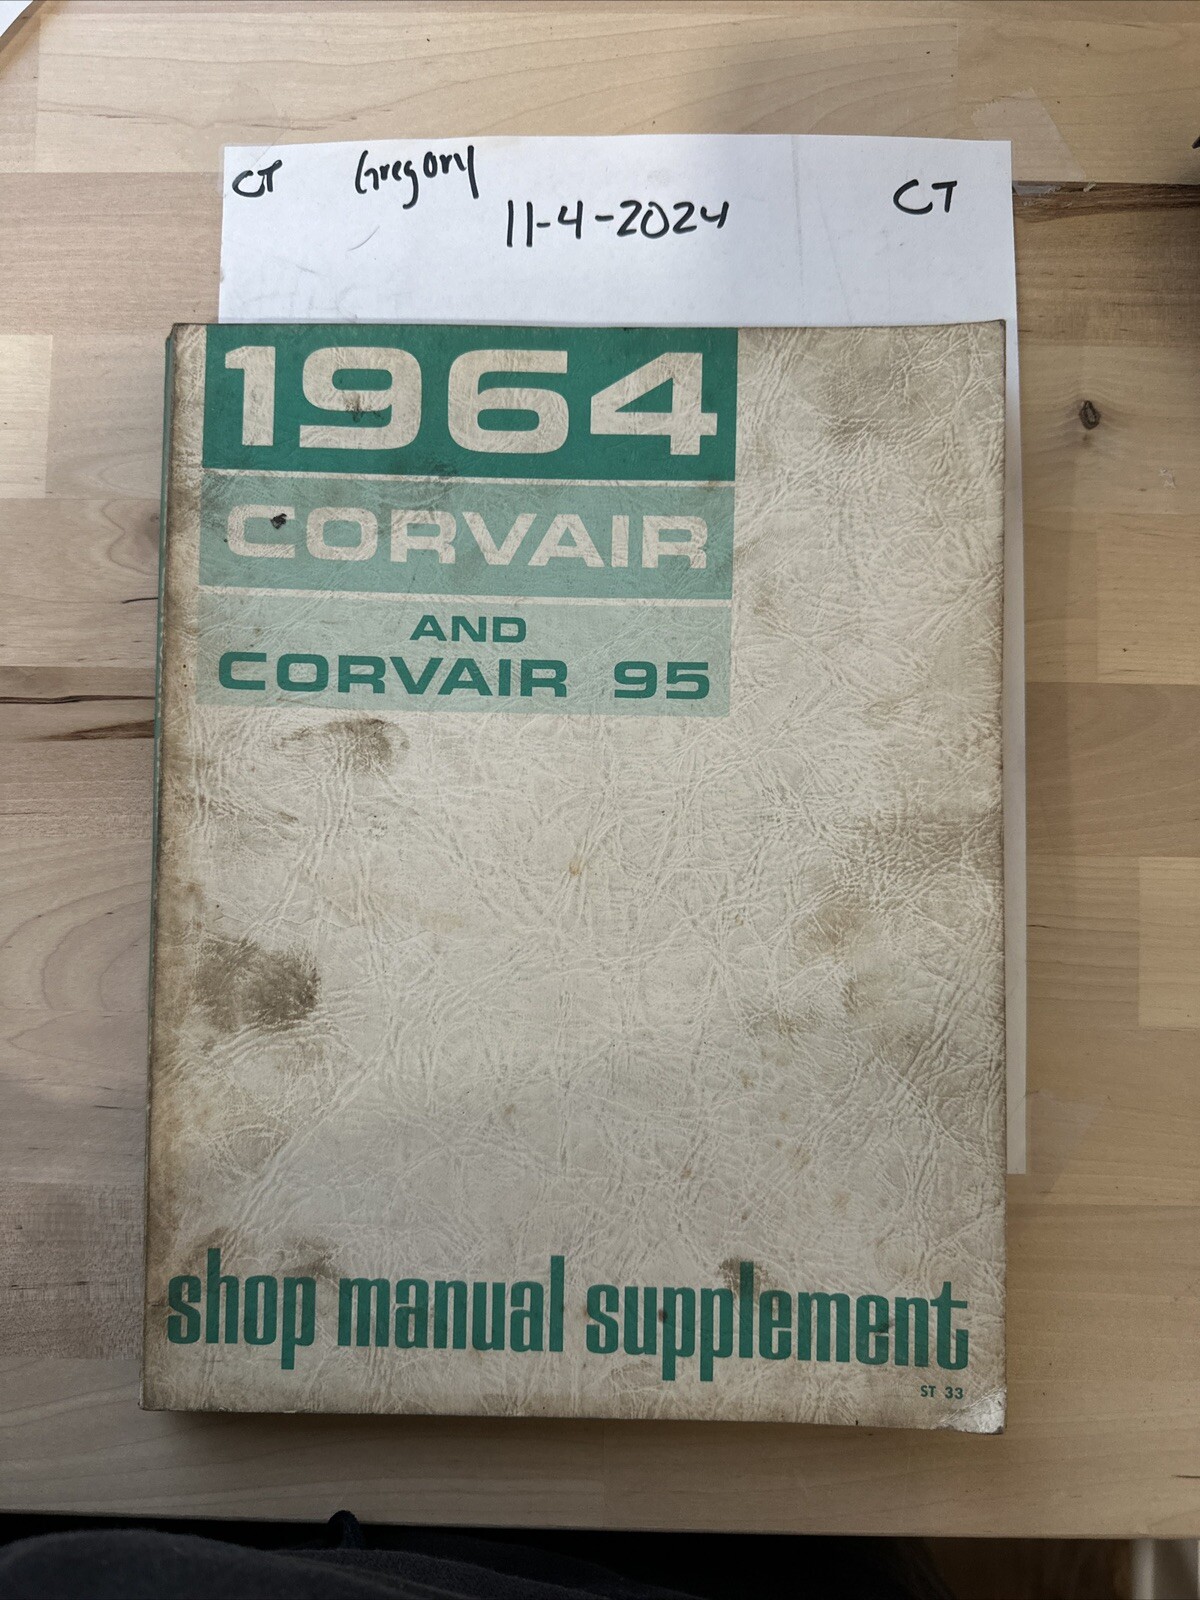 CT Gregory CT
11-4-2024
1964
CORVAIR
AND
CORVAIR 95
shop manual supplement
ST 33